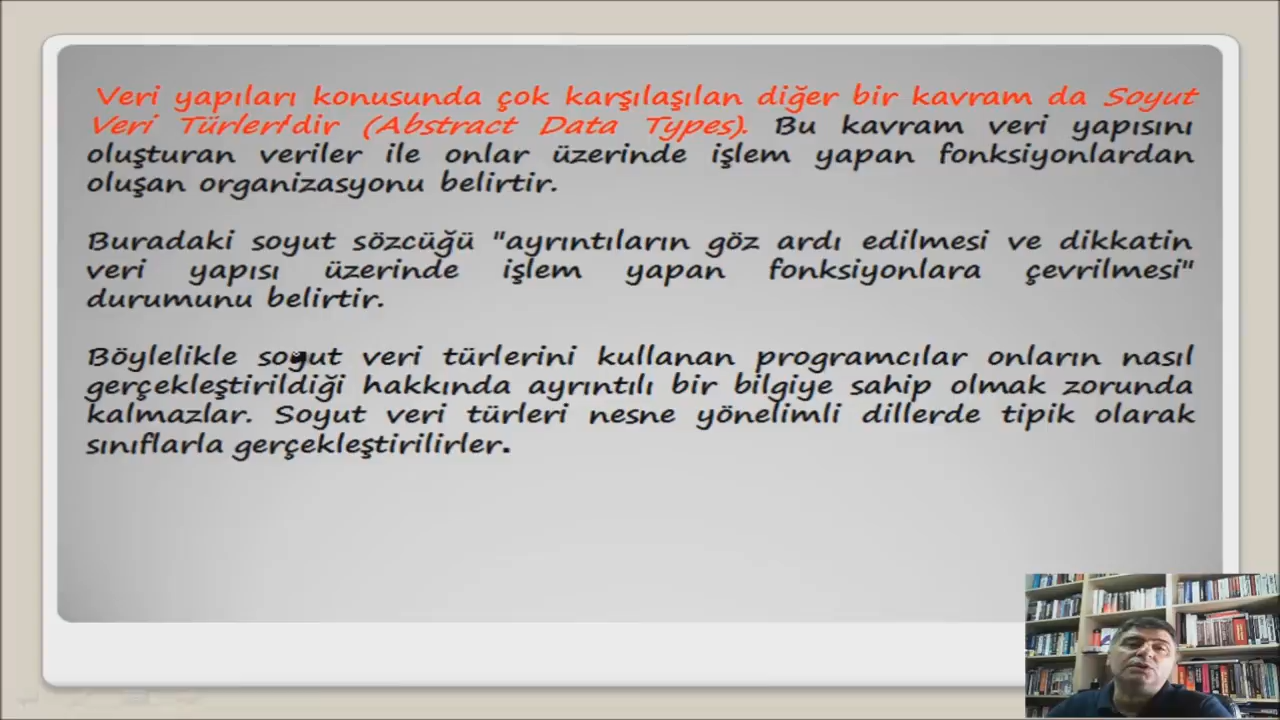 Veri yapıları konusunda çok karşılaşılan diğer bir kavram da Soyut
Veri Türleri'dir (Abstract Data Types). Bu kavram veri yapısını
oluşturan veriler ile onlar üzerinde işlem yapan fonksiyonlardan
oluşan organizasyonu belirtir.
Buradaki soyut sözcüğü "ayrıntıların göz ardı edilmesi ve dikkatin
veri yapısı üzerinde işlem yapan fonksiyonlara çevrilmesi"
durumunu belirtir.
Böylelikle soyut veri türlerini kullanan programcılar onların nasıl
gerçekleştirildiği hakkında ayrıntılı bir bilgiye sahip olmak zorunda
kalmazlar. Soyut veri türleri nesne yönelimli dillerde tipik olarak
sınıflarla gerçekleştirilirler.